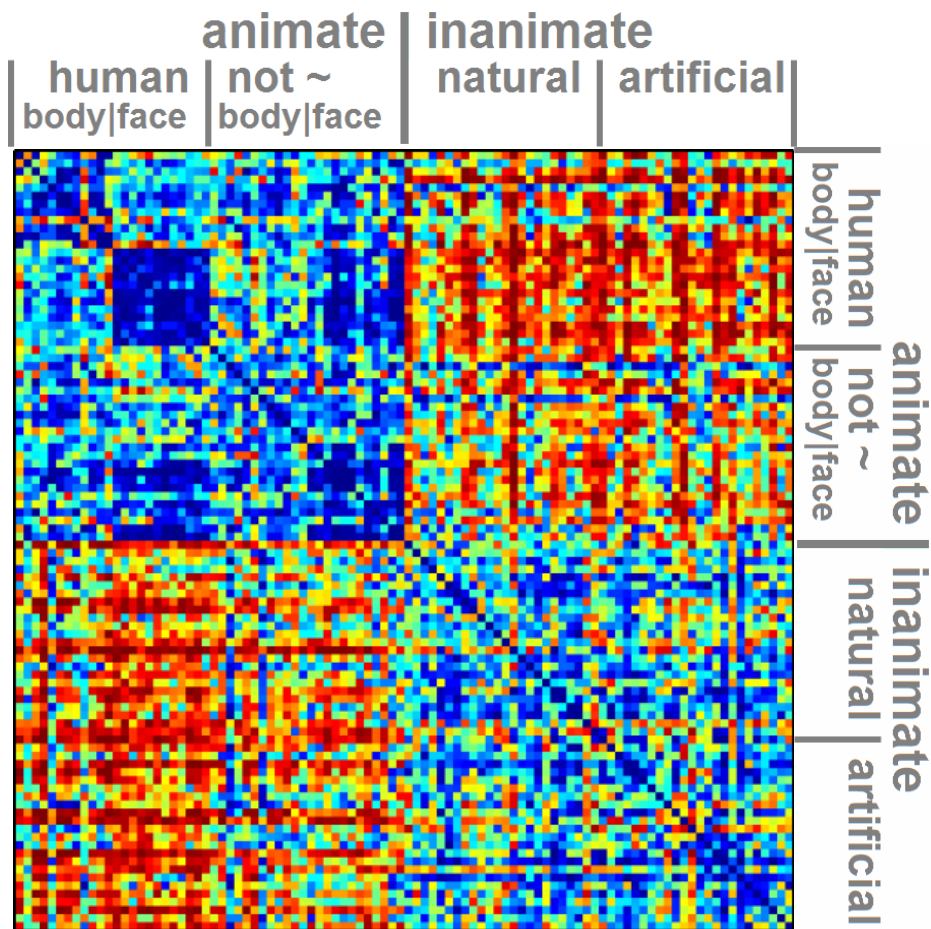 animate inanimate
human not ~ natural artificial
body|face body|face
human
body|face
not ~
body|face
animate
natural
artificial
inanimate